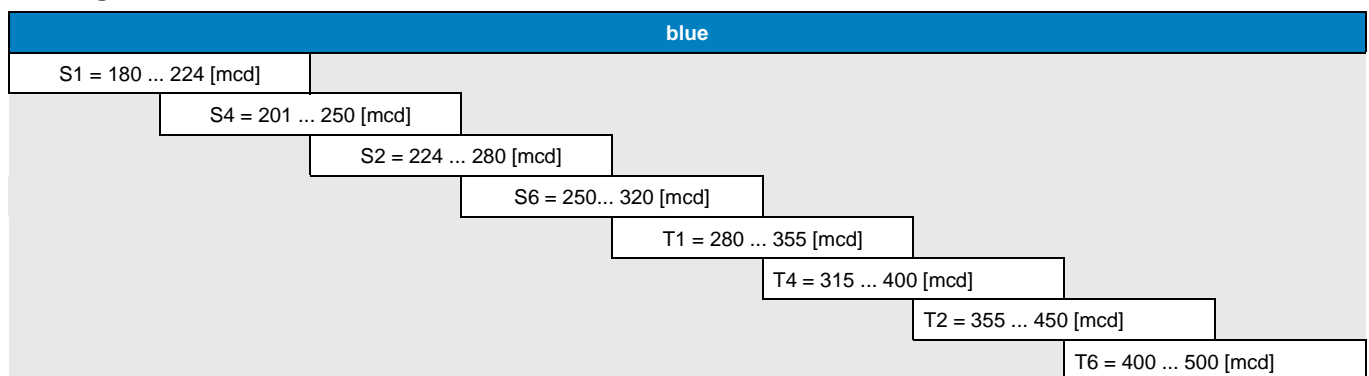 blue
S1 = 180 ... 224 [mcd]
S4 = 201 ... 250 [mcd]
S2 = 224 ... 280 [mcd]
S6 = 250... 320 [mcd]
T1 = 280 ... 355 [mcd]
T4 = 315 ... 400 [mcd]
T2 = 355 ... 450 [mcd]
T6 = 400 ... 500 [mcd]